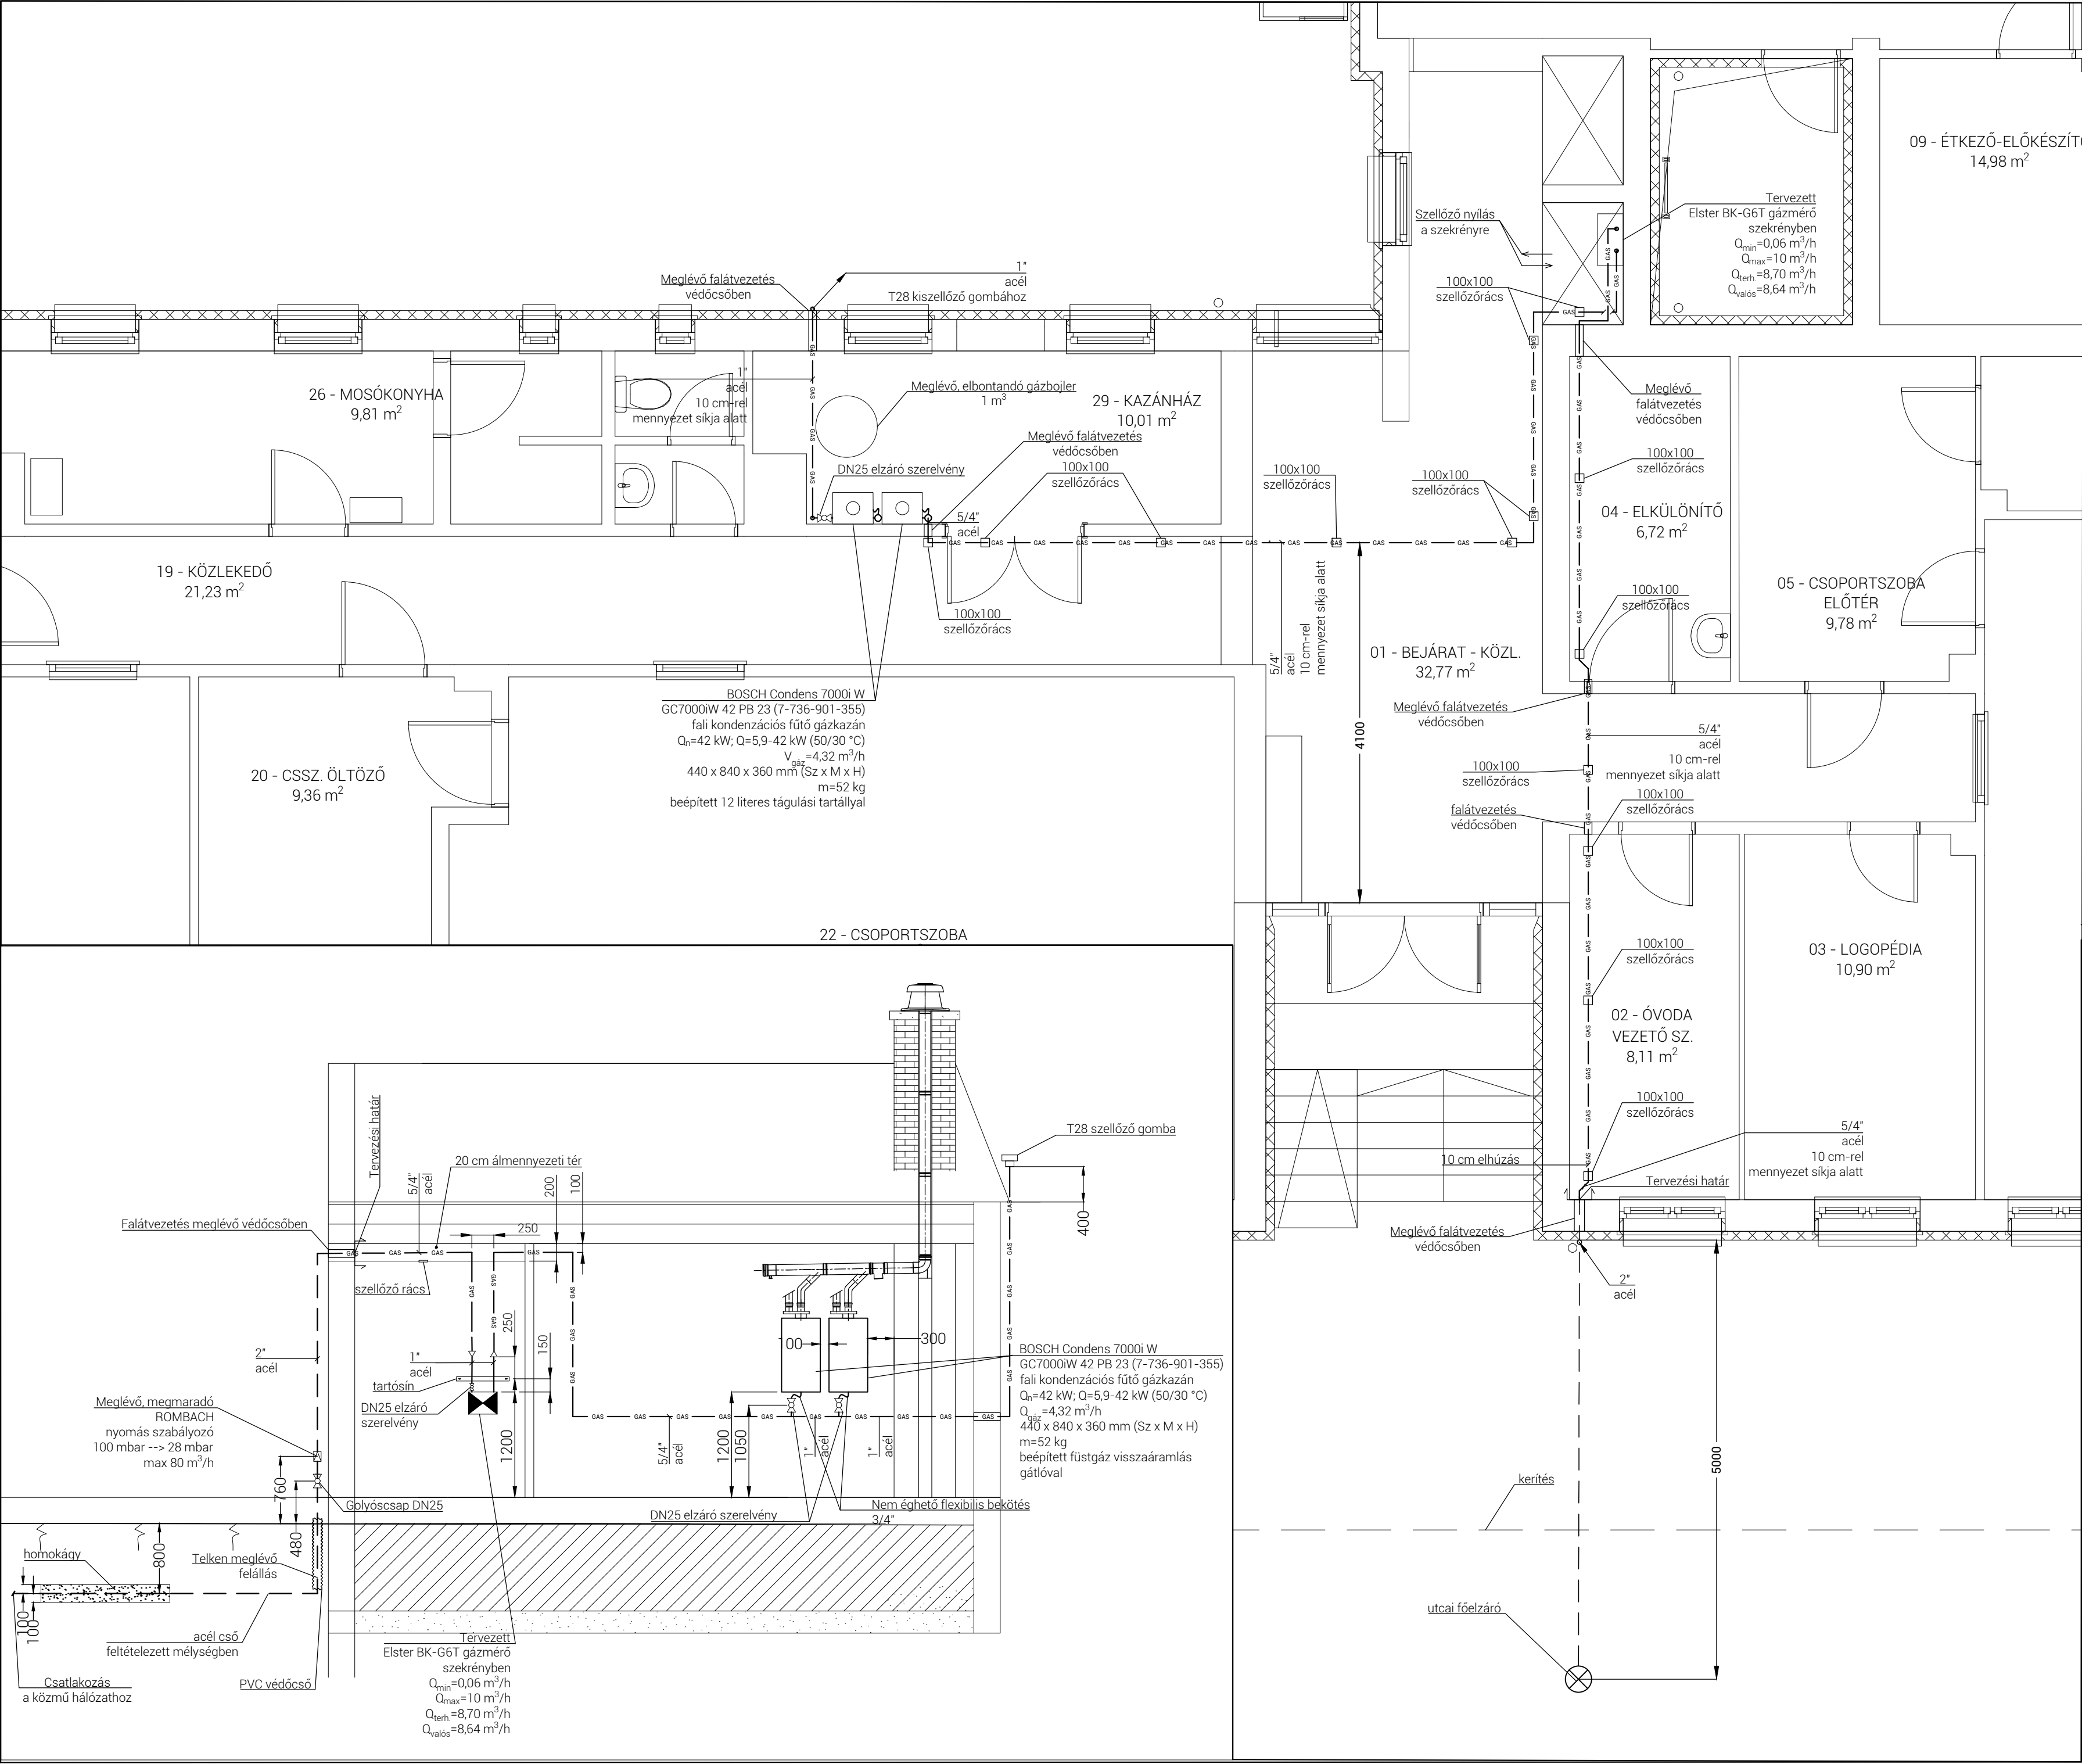 09 - ÉTKEZŐ-ELŐKÉSZÍTŐ
14,98 m²
Tervezett
Elster BK-G6T gázmérő
szekrényben
Qmin=0,06 m³/h
Qmax=10 m³/h
Qterh.=8,70 m³/h
Qvalós=8,64 m³/h
Szellőző nyílás
a szekrényre
100x100
szellőzőrács
Meglévő falátvezetés
védőcsőben
1"
acél
T28 kiszellőző gombához
26 - MOSÓKONYHA
9,81 m²
1"
acél
10 cm-rel
mennyezet síkja alatt
Meglévő, elbontandó gázbojler
1 m³
29 - KAZÁNHÁZ
10,01 m²
Meglévő falátvezetés
védőcsőben
100x100
szellőzőrács
DN25 elzáró szerelvény
5/4"
acél
100x100
szellőzőrács
100x100
szellőzőrács
Meglévő
falátvezetés
védőcsőben
100x100
szellőzőrács
04 - ELKÜLÖNÍTŐ
6,72 m²
19 - KÖZLEKEDŐ
21,23 m²
100x100
szellőzőrács
5/4"
acél
10 cm-rel
mennyezet síkja alatt
100x100
szellőzőrács
05 - CSOPORTSZOBA
ELŐTÉR
9,78 m²
01 - BEJÁRAT - KÖZL.
32,77 m²
4100
Meglévő falátvezetés
védőcsőben
BOSCH Condens 7000i W
GC7000iW 42 PB 23 (7-736-901-355)
fali kondenzációs fűtő gázkazán
Qn=42 kW; Q=5,9-42 kW (50/30 °C)
Vgáz=4,32 m³/h
440 x 840 x 360 mm (Sz x M x H)
m=52 kg
beépített 12 literes tágulási tartállyal
20 - CSSZ. ÖLTÖZŐ
9,36 m²
5/4"
acél
10 cm-rel
mennyezet síkja alatt
100x100
szellőzőrács
100x100
szellőzőrács
falátvezetés
védőcsőben
22 - CSOPORTSZOBA
100x100
szellőzőrács
03 - LOGOPÉDIA
10,90 m²
02 - ÓVODA
VEZETŐ SZ.
8,11 m²
100x100
szellőzőrács
5/4"
acél
10 cm-rel
mennyezet síkja alatt
10 cm elhúzás
Tervezési határ
Meglévő falátvezetés
védőcsőben
2"
acél
5000
kerítés
utcai főelzáró
Tervezési határ
T28 szellőző gomba
20 cm álmennyezeti tér
5/4"
acél
200
100
400
Falátvezetés meglévő védőcsőben
250
szellőző rács
250
150
100
300
2"
acél
1"
acél
tartósín
DN25 elzáró
szerelvény
BOSCH Condens 7000i W
GC7000iW 42 PB 23 (7-736-901-355)
fali kondenzációs fűtő gázkazán
Qn=42 kW; Q=5,9-42 kW (50/30 °C)
Qgáz=4,32 m³/h
440 x 840 x 360 mm (Sz x M x H)
m=52 kg
beépített füstgáz visszaáramlás
gátlóval
Meglévő, megmaradó
ROMBACH
nyomás szabályozó
100 mbar --> 28 mbar
max 80 m³/h
1200
5/4"
acél
1200
1050
1"
acél
1"
acél
760
Golyóscsap DN25
480
DN25 elzáró szerelvény
Nem éghető flexibilis bekötés
3/4"
homokágy
800
Telken meglévő
felállás
100
100
acél cső
feltételezett mélységben
Csatlakozás
a közmű hálózathoz
PVC védőcső
Tervezett
Elster BK-G6T gázmérő
szekrényben
Qmin=0,06 m³/h
Qmax=10 m³/h
Qterh.=8,70 m³/h
Qvalós=8,64 m³/h